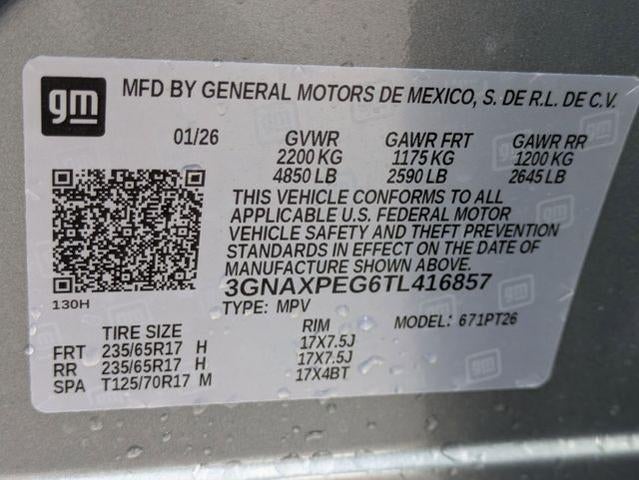 gm
MFD BY GENERAL MOTORS DE MEXICO, S. DE R.L. DE C.V.
01/26 GVWR GAWR FRT GAWR RR
2200 KG 1175 KG 1200 KG
4850 LB 2590 LB 2645 LB
THIS VEHICLE CONFORMS TO ALL
APPLICABLE U.S. FEDERAL MOTOR
VEHICLE SAFETY AND THEFT PREVENTION
STANDARDS IN EFFECT ON THE DATE OF
MANUFACTURE SHOWN ABOVE.
3GNAXPEG6TL416857
130H
TYPE: MPV MODEL: 671PT26
TIRE SIZE RIM
FRT 235/65R17 H 17X7.5J
RR 235/65R17 H 17X7.5J
SPA T125/70R17 M 17X4BT